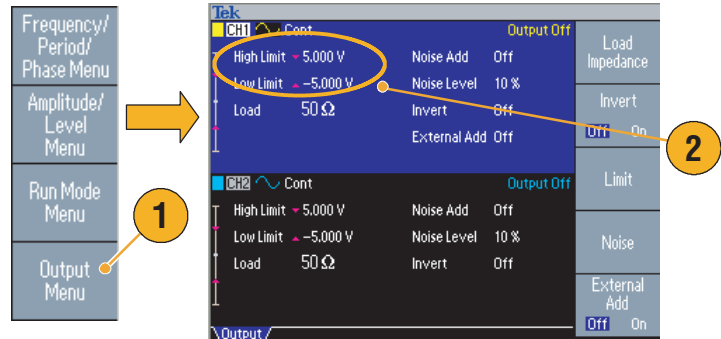 Frequency/
Period/
Phase Menu
Amplitude/
Level
Menu
Run Mode
Menu
Output
Menu
1
Tek
CH1 Cont Output Off
High Limit 5.000 V Noise Add Off
Low Limit –5.000 V Noise Level 10 %
Load 50 Ω Invert Off
External Add Off
CH2 Cont Output Off
High Limit 5.000 V Noise Add Off
Low Limit –5.000 V Noise Level 10 %
Load 50 Ω Invert Off
Output
Load
Impedance
Invert
Off On
Limit
Noise
External
Add
Off On
2